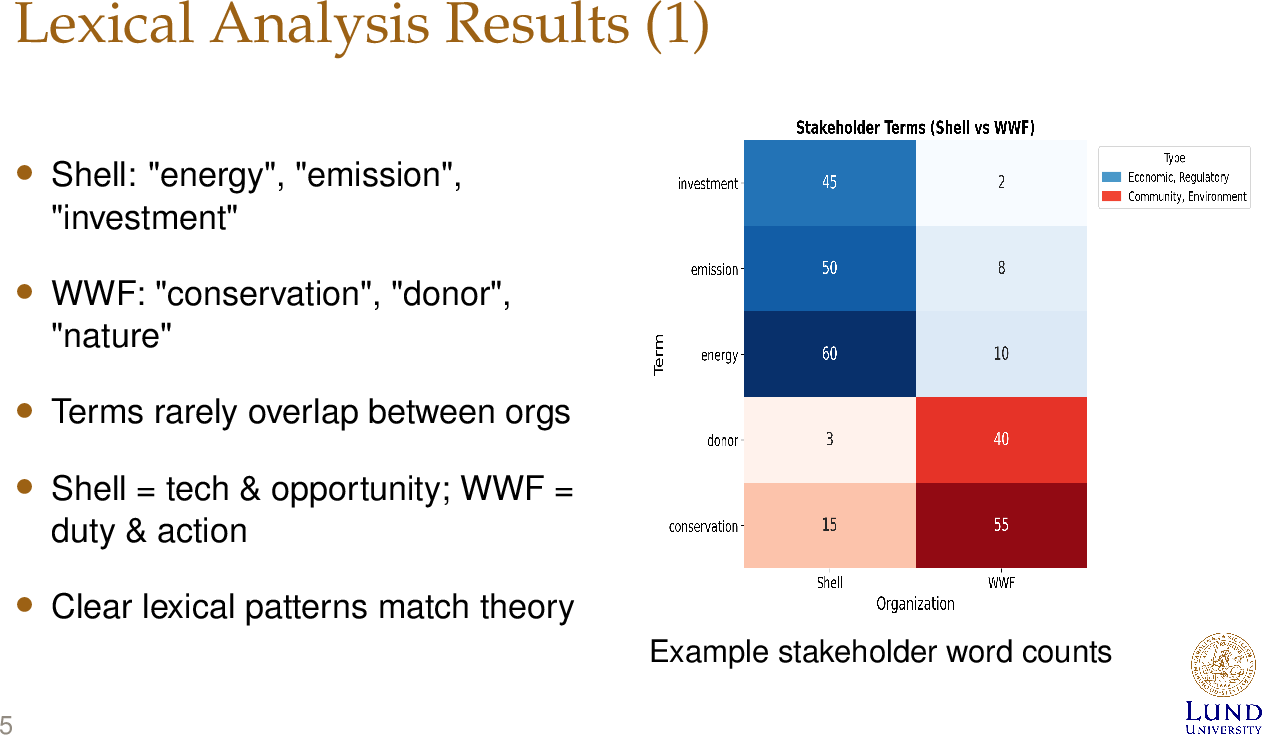 Lexical Analysis Results (1)
• Shell: "energy", "emission",
"investment"
• WWF: "conservation", "donor",
"nature"
• Terms rarely overlap between orgs
• Shell = tech & opportunity; WWF =
duty & action
• Clear lexical patterns match theory
Stakeholder Terms (Shell vs WWF)
Type
Economic, Regulatory
Community, Environment
Term
investment 45 2
emission 50 8
energy 60 10
donor 3 40
conservation 15 55
Shell WWF
Organization
Example stakeholder word counts
LUND
UNIVERSITY
5